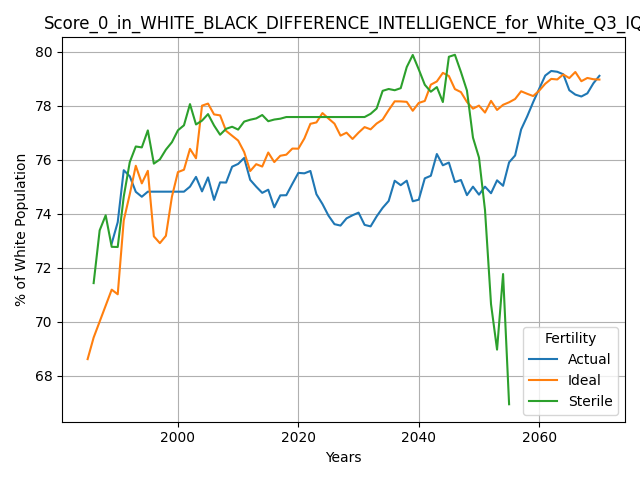 Score_0_in_WHITE_BLACK_DIFFERENCE_INTELLIGENCE_for_White_Q3_IQ
80
78
76
74
72
70
68
% of White Population
2000
2020
2040
2060
Years
Fertility
Actual
Ideal
Sterile